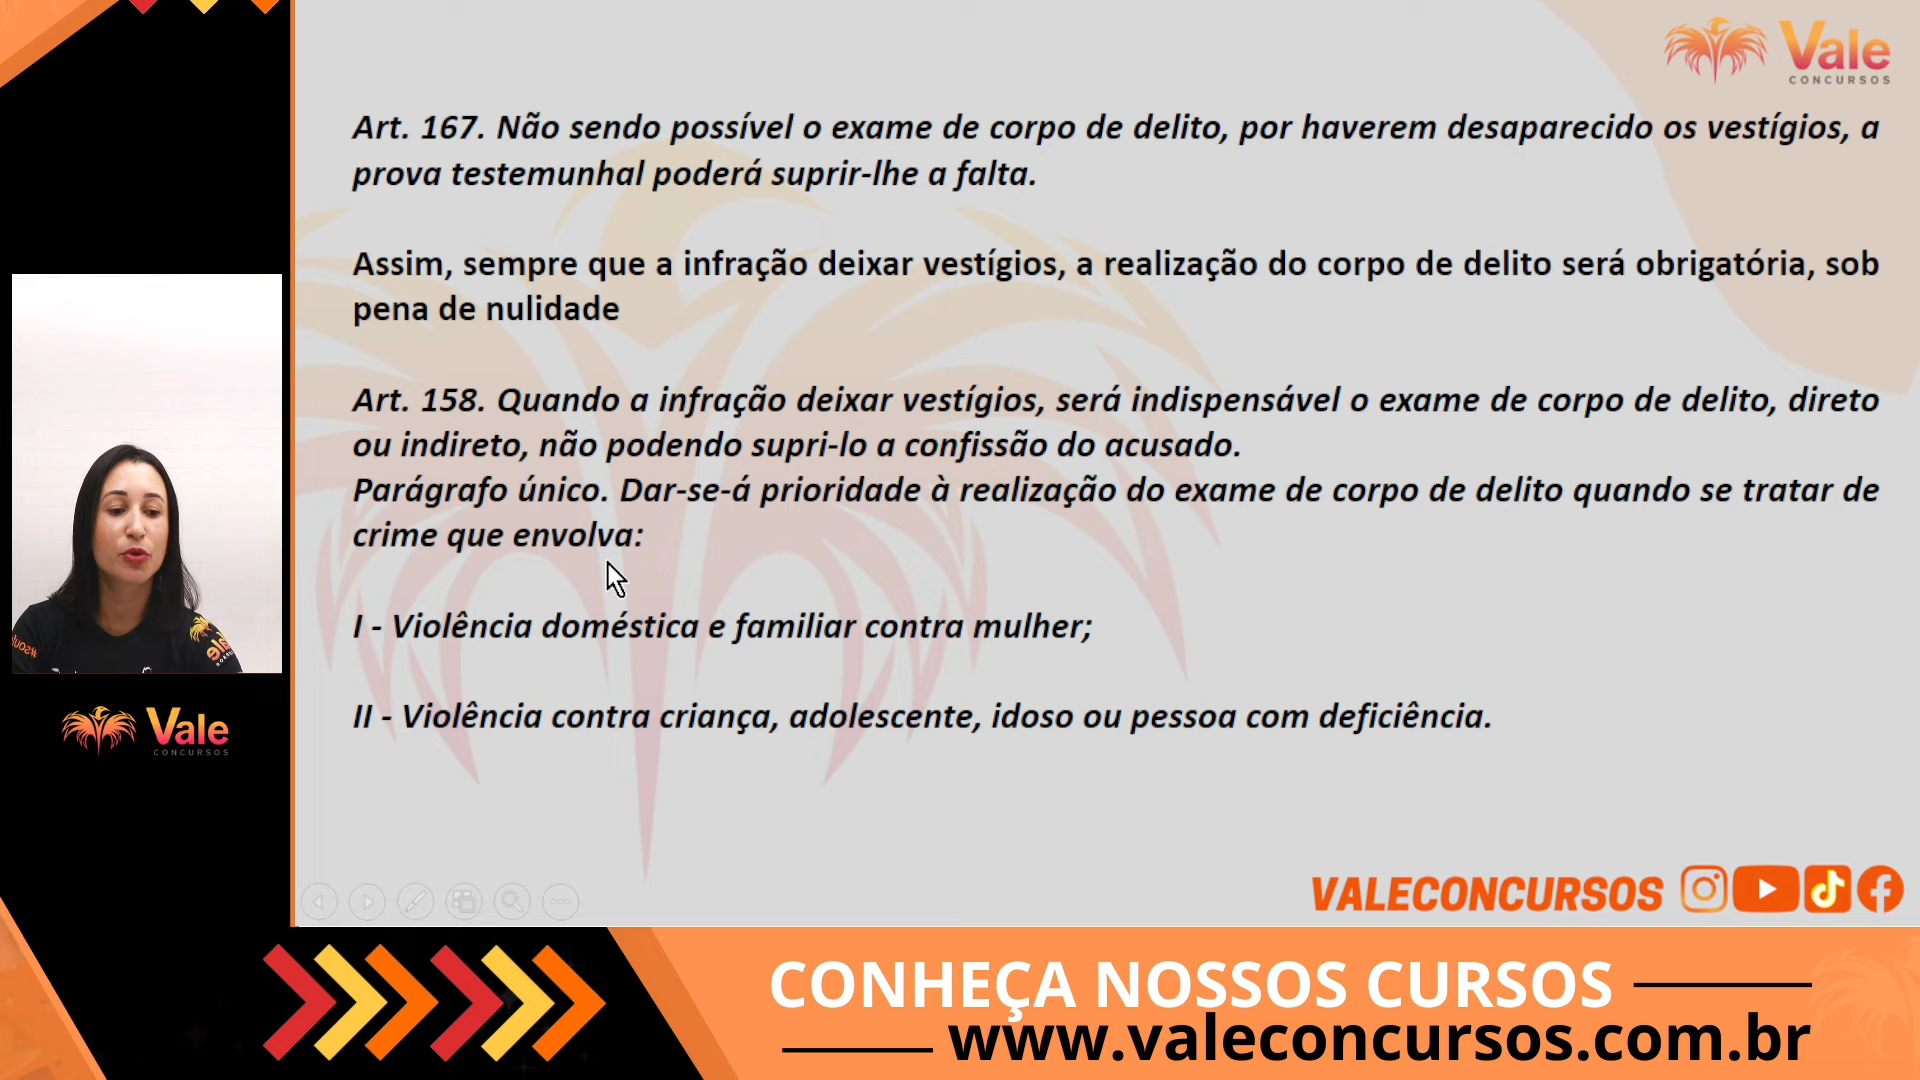 Vale
CONCURSOS
Art. 167. Não sendo possível o exame de corpo de delito, por haverem desaparecido os vestígios, a
prova testemunhal poderá suprir-lhe a falta.
Assim, sempre que a infração deixar vestígios, a realização do corpo de delito será obrigatória, sob
pena de nulidade
Art. 158. Quando a infração deixar vestígios, será indispensável o exame de corpo de delito, direto
ou indireto, não podendo supri-lo a confissão do acusado.
Parágrafo único. Dar-se-á prioridade à realização do exame de corpo de delito quando se tratar de
crime que envolva:
I - Violência doméstica e familiar contra mulher;
II - Violência contra criança, adolescente, idoso ou pessoa com deficiência.
Vale
CONCURSOS
VALECONCURSOS
CONHEÇA NOSSOS CURSOS
www.valeconcursos.com.br